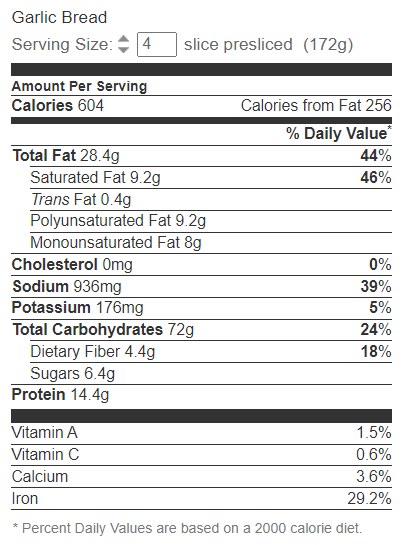 Garlic Bread
Serving Size: 4 slice presliced (172g)
Amount Per Serving
Calories 604 Calories from Fat 256
% Daily Value*
Total Fat 28.4g 44%
Saturated Fat 9.2g 46%
Trans Fat 0.4g
Polyunsaturated Fat 9.2g
Monounsaturated Fat 8g
Cholesterol 0mg 0%
Sodium 936mg 39%
Potassium 176mg 5%
Total Carbohydrates 72g 24%
Dietary Fiber 4.4g 18%
Sugars 6.4g
Protein 14.4g
Vitamin A 1.5%
Vitamin C 0.6%
Calcium 3.6%
Iron 29.2%
* Percent Daily Values are based on a 2000 calorie diet.